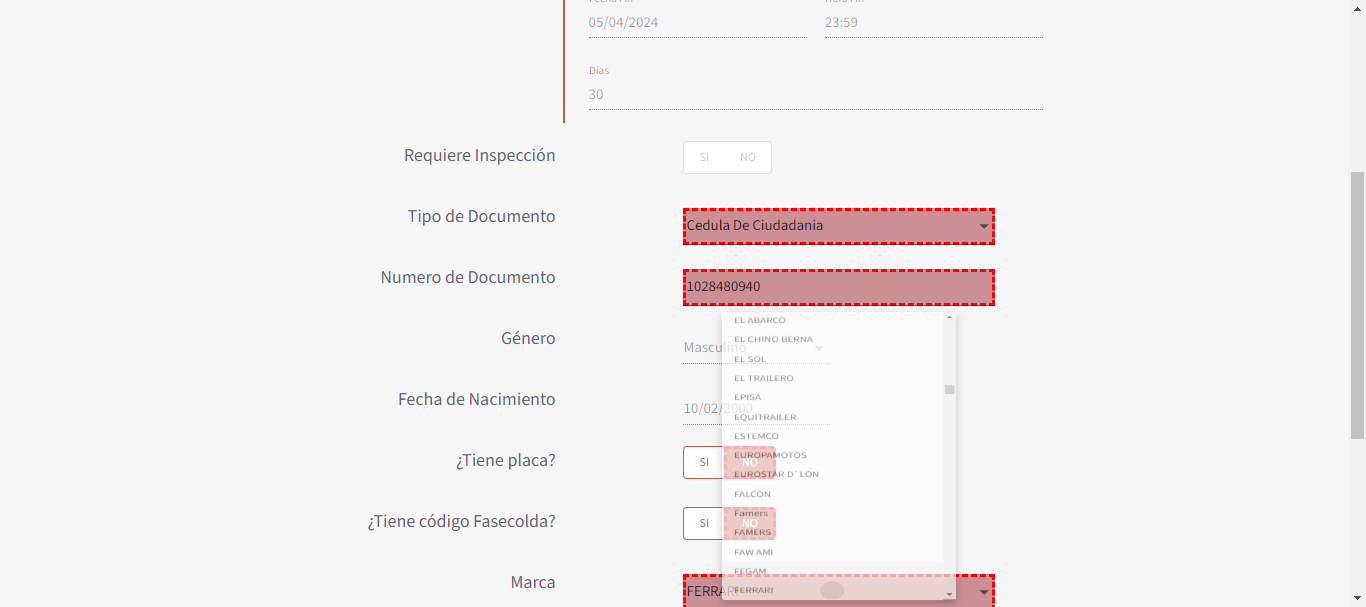 Fecha Fin
Hora Fin
05/04/2024
23:59
Días
30
Requiere Inspección
SI
NO
Tipo de Documento
Cedula De Ciudadania
Numero de Documento
1028480940
Género
Masculino
Fecha de Nacimiento
10/02/2000
¿Tiene placa?
SI
NO
¿Tiene código Fasecolda?
SI
NO
Marca
FERRARI
EL ABARCO
EL CHINO BERNA
EL SOL
EL TRAILERO
EPISA
EQUITRAILER
ESTEMCO
EUROPAMOTOS
EUROSTAR D`LON
FALCON
Famers
FAMERS
FAW AMI
FEGAM
FERRARI